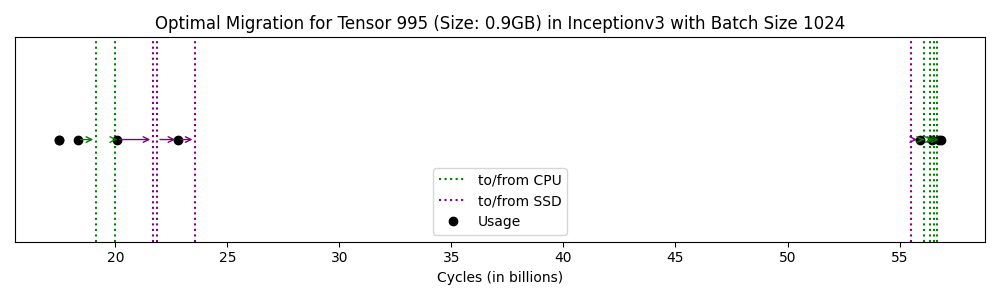 Optimal Migration for Tensor 995 (Size: 0.9GB) in Inceptionv3 with Batch Size 1024
to/from CPU
to/from SSD
Usage
20 25 30 35 40 45 50 55
Cycles (in billions)